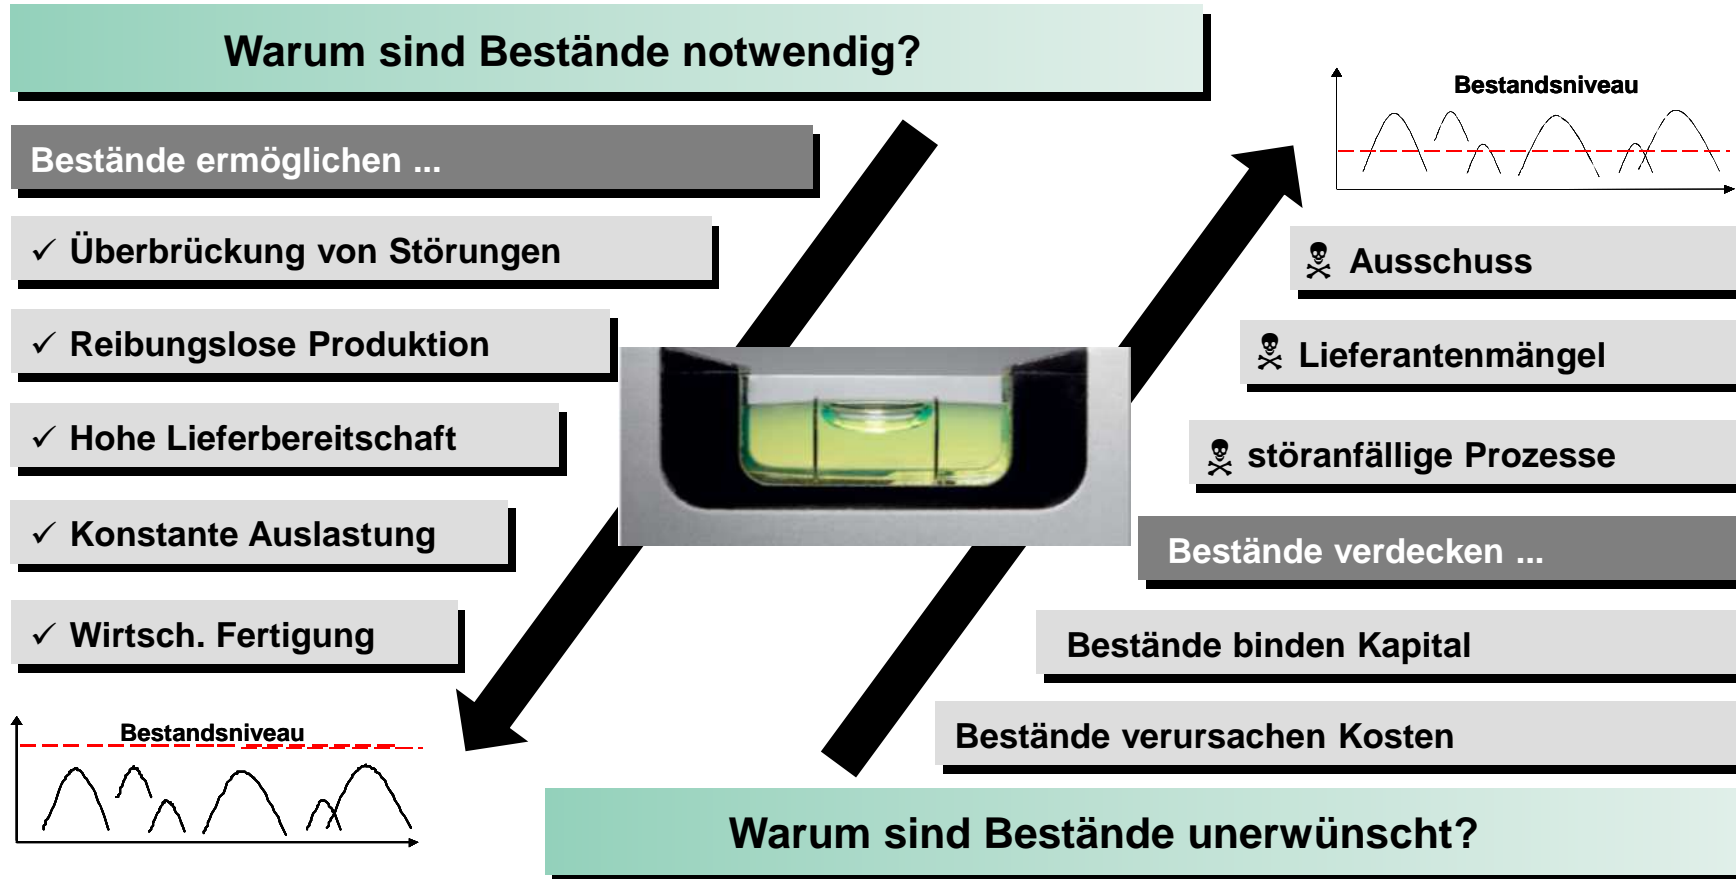 Warum sind Bestände notwendig?
Bestände ermöglichen ...
✓ Überbrückung von Störungen
✓ Reibungslose Produktion
✓ Hohe Lieferbereitschaft
✓ Konstante Auslastung
✓ Wirtsch. Fertigung
Bestandsniveau
Bestandsniveau
☠ Ausschuss
☠ Lieferantenmängel
☠ störanfällige Prozesse
Bestände verdecken ...
Bestände binden Kapital
Bestände verursachen Kosten
Warum sind Bestände unerwünscht?